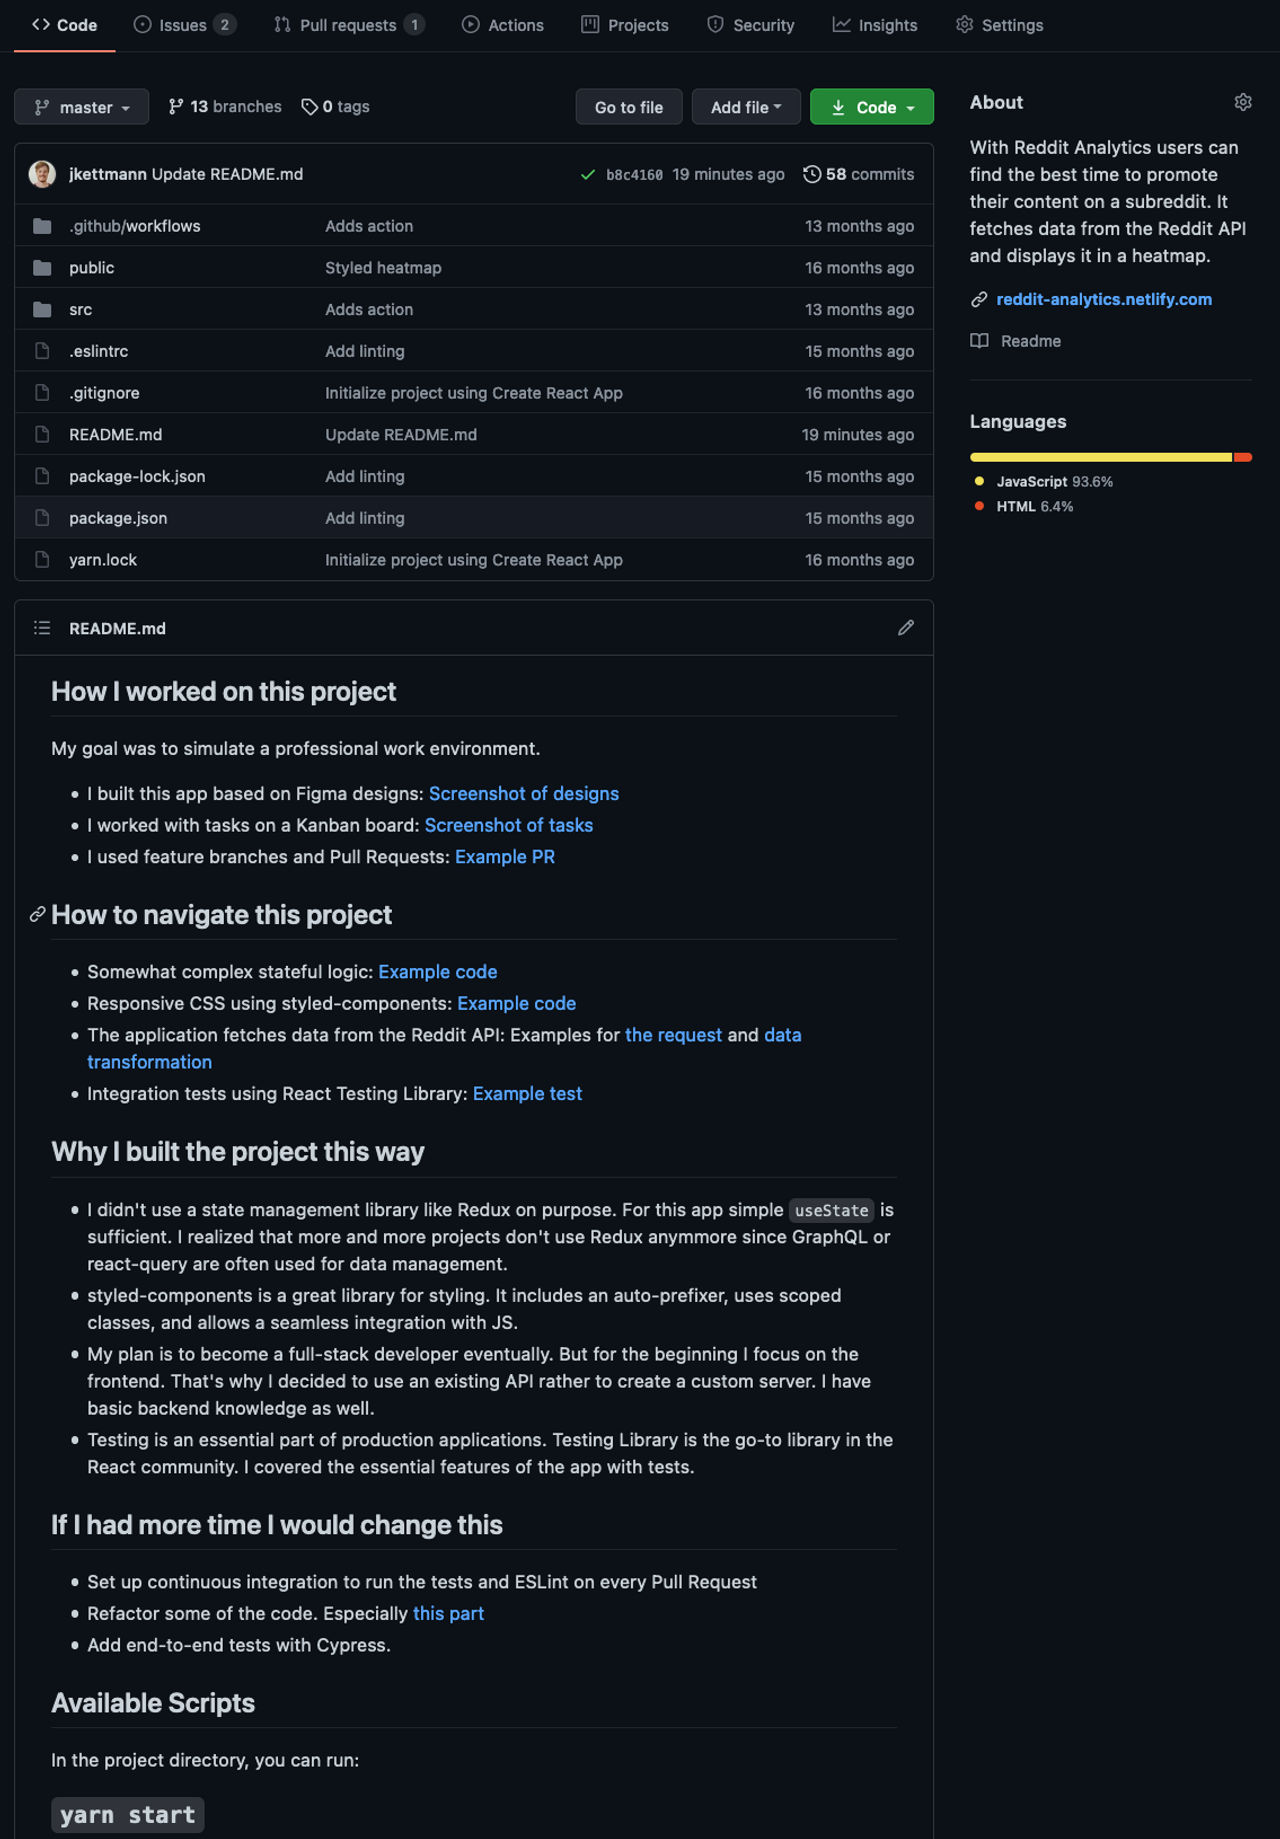 Code Issues 2 Pull requests 1 Actions Projects Security Insights Settings
master 13 branches 0 tags Go to file Add file Code
jkettmann Update README.md b8c4160 19 minutes ago 58 commits
.github/workflows Adds action 13 months ago
public Styled heatmap 16 months ago
src Adds action 13 months ago
.eslintrc Add linting 15 months ago
.gitignore Initialize project using Create React App 16 months ago
README.md Update README.md 19 minutes ago
package-lock.json Add linting 15 months ago
package.json Add linting 15 months ago
yarn.lock Initialize project using Create React App 16 months ago
About
With Reddit Analytics users can
find the best time to promote
their content on a subreddit. It
fetches data from the Reddit API
and displays it in a heatmap.
reddit-analytics.netlify.com
Readme
Languages
JavaScript 93.6%
HTML 6.4%
README.md
How I worked on this project
My goal was to simulate a professional work environment.
• I built this app based on Figma designs: Screenshot of designs
• I worked with tasks on a Kanban board: Screenshot of tasks
• I used feature branches and Pull Requests: Example PR
How to navigate this project
• Somewhat complex stateful logic: Example code
• Responsive CSS using styled-components: Example code
• The application fetches data from the Reddit API: Examples for the request and data
transformation
• Integration tests using React Testing Library: Example test
Why I built the project this way
• I didn't use a state management library like Redux on purpose. For this app simple useState is
sufficient. I realized that more and more projects don't use Redux anymmore since GraphQL or
react-query are often used for data management.
• styled-components is a great library for styling. It includes an auto-prefixer, uses scoped
classes, and allows a seamless integration with JS.
• My plan is to become a full-stack developer eventually. But for the beginning I focus on the
frontend. That's why I decided to use an existing API rather to create a custom server. I have
basic backend knowledge as well.
• Testing is an essential part of production applications. Testing Library is the go-to library in the
React community. I covered the essential features of the app with tests.
If I had more time I would change this
• Set up continuous integration to run the tests and ESLint on every Pull Request
• Refactor some of the code. Especially this part
• Add end-to-end tests with Cypress.
Available Scripts
In the project directory, you can run:
yarn start